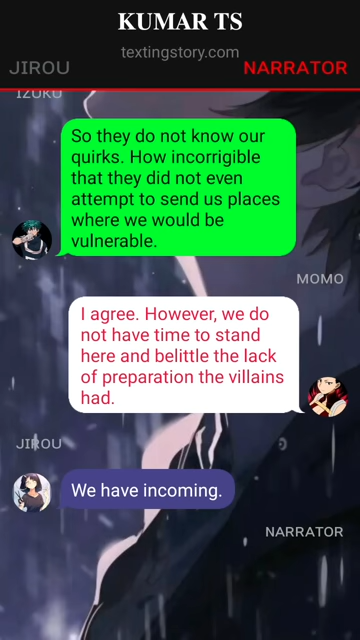 KUMAR TS
textingstory.com
JIROU
NARRATOR
IZUKU
So they do not know our
quirks. How incorrigible
that they did not even
attempt to send us places
where we would be
vulnerable.
MOMO
I agree. However, we do
not have time to stand
here and belittle the lack
of preparation the villains
had.
JIROU
We have incoming.
NARRATOR